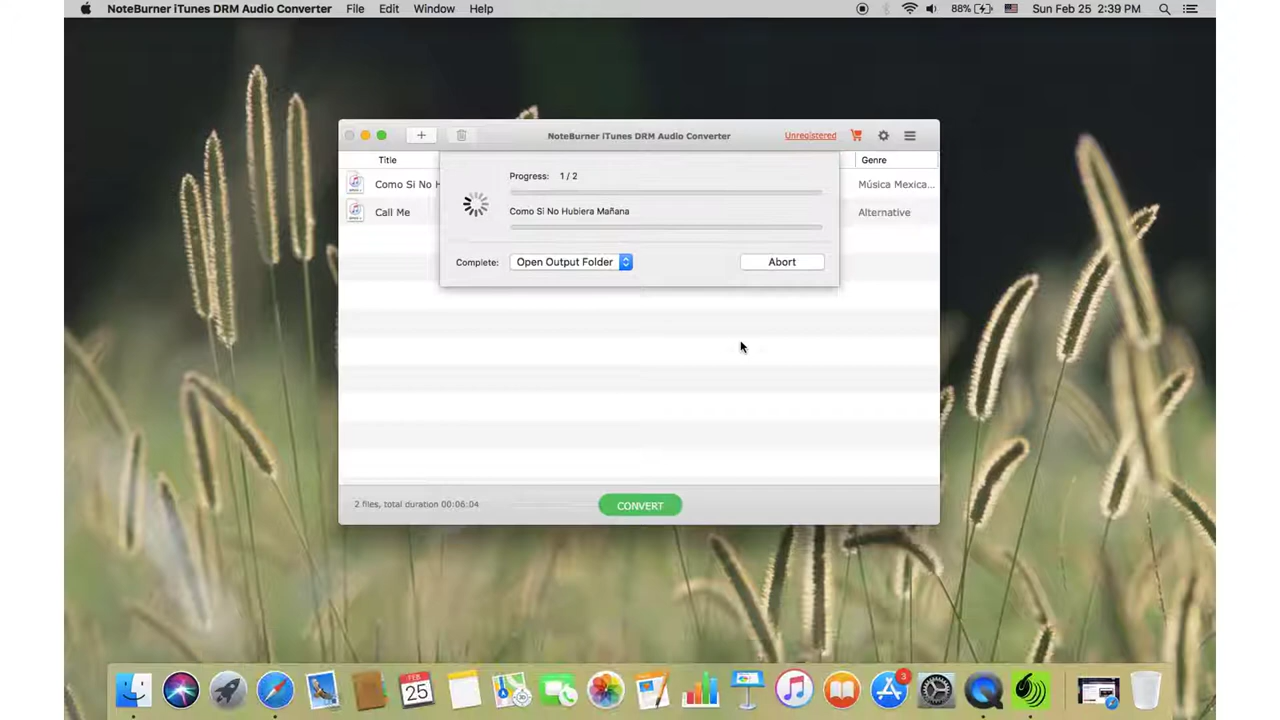 NoteBurner iTunes DRM Audio Converter File Edit Window Help 88% Sun Feb 25 2:39 PM
NoteBurner iTunes DRM Audio Converter Unregistered
Title Genre
Progress: 1 / 2
Como Si No H Música Mexica...
Como Si No Hubiera Mañana
Call Me Alternative
Complete: Open Output Folder Abort
2 files, total duration 00:06:04 CONVERT
FEB
25
3